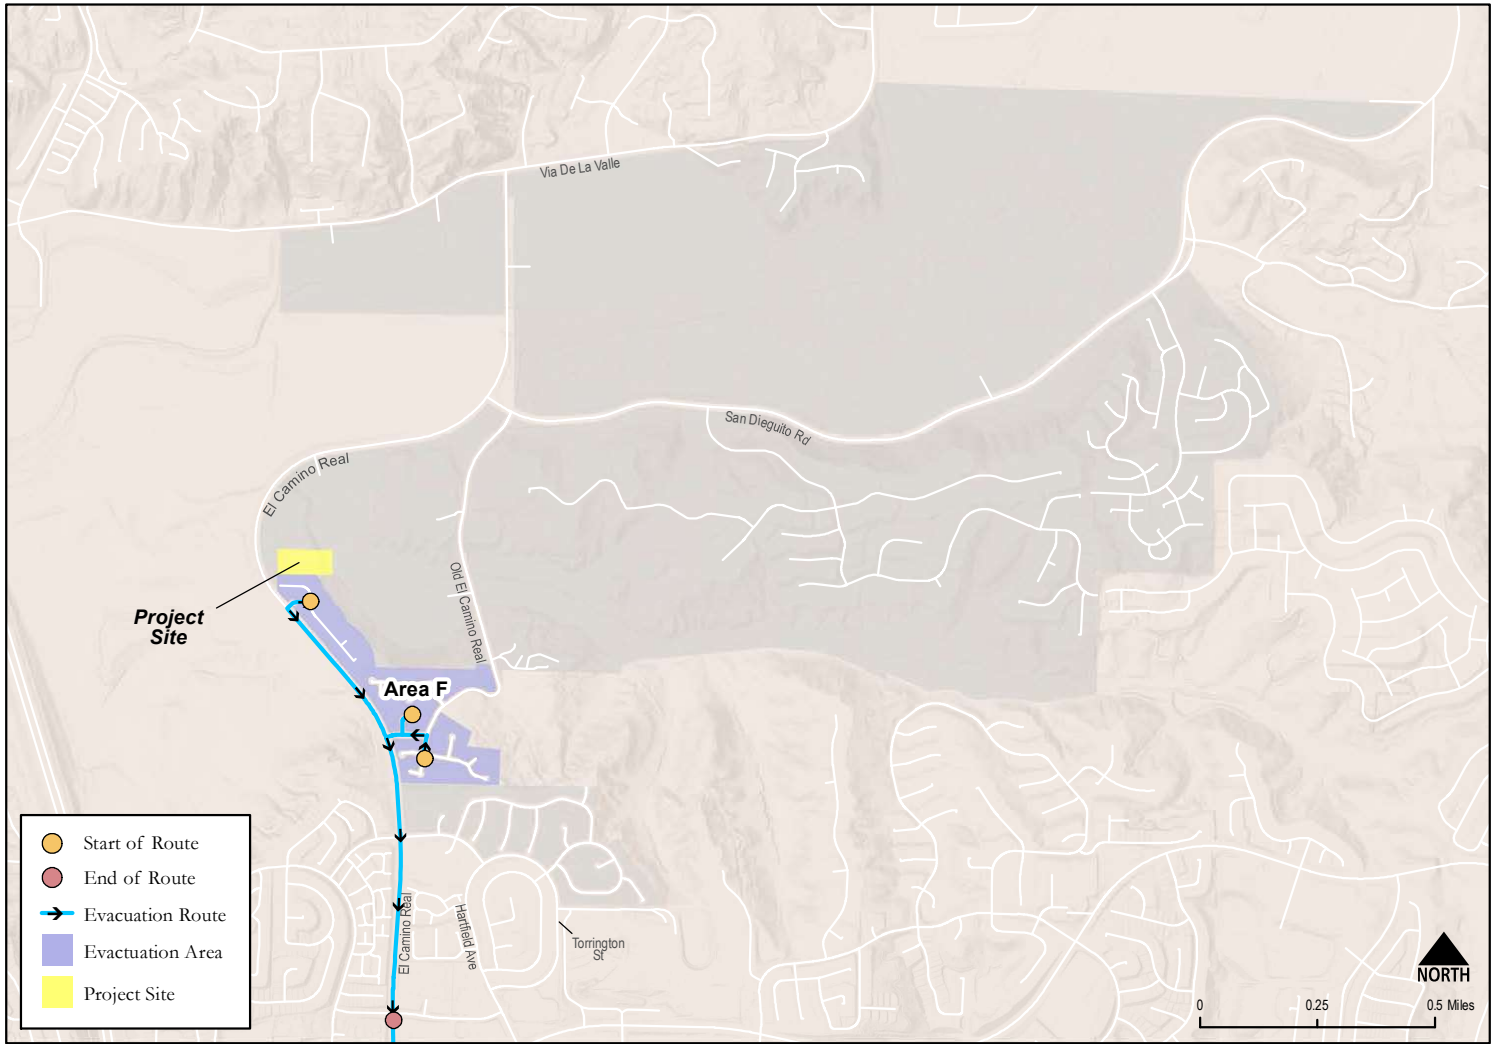 Via De La Valle
San Dieguito Rd
El Camino Real
Old El Camino Real
Project
Site
Area F
El Camino Real
Hartfield Ave
Torrington
St
Start of Route
End of Route
Evacuation Route
Evactuation Area
Project Site
NORTH
0 0.25 0.5 Miles